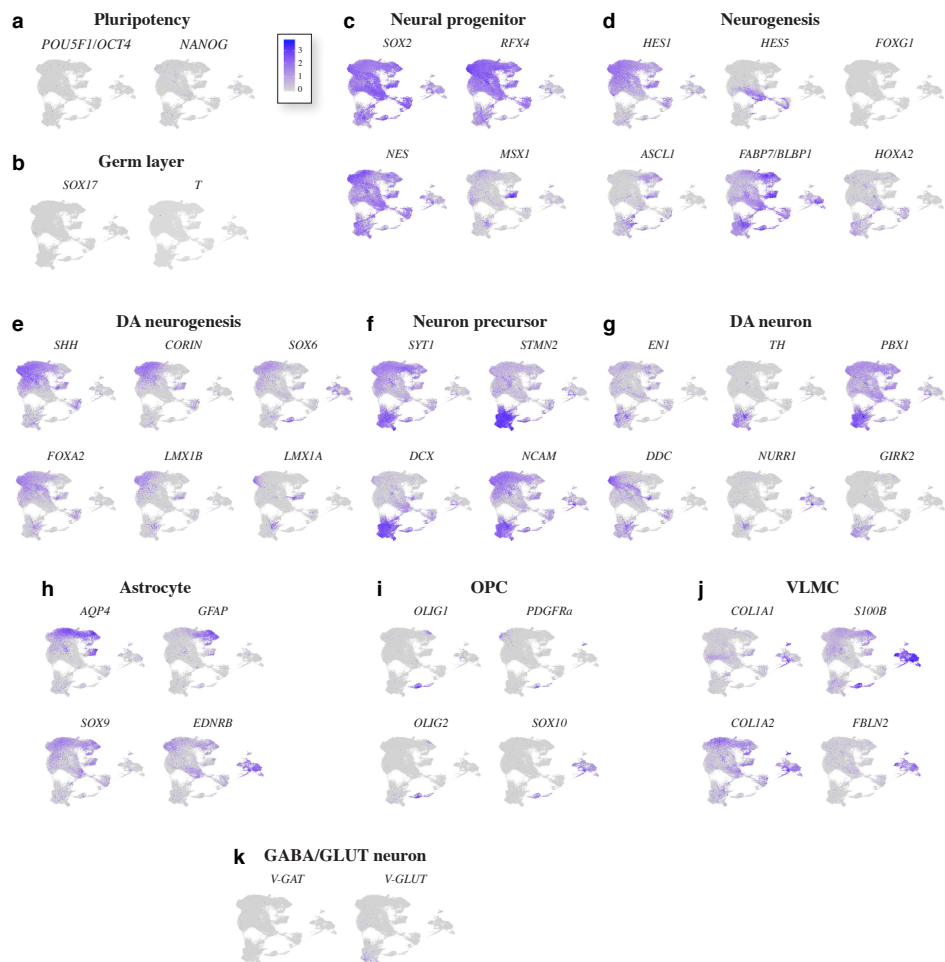 a Pluripotency
POU5F1/OCT4 NANOG
3
2
1
0
b Germ layer
SOX17 T
c Neural progenitor
SOX2 RFX4
NES MSX1
d Neurogenesis
HES1 HES5 FOXG1
ASCL1 FABP7/BLBP1 HOXA2
e DA neurogenesis
SHH CORIN SOX6
FOXA2 LMX1B LMX1A
f Neuron precursor
SYT1 STMN2
DCX NCAM
g DA neuron
EN1 TH PBX1
DDC NURR1 GIRK2
h Astrocyte
AQP4 GFAP
SOX9 EDNRB
i OPC
OLIG1 PDGFRa
OLIG2 SOX10
j VLMC
COL1A1 S100B
COL1A2 FBLN2
k GABA/GLUT neuron
V-GAT V-GLUT